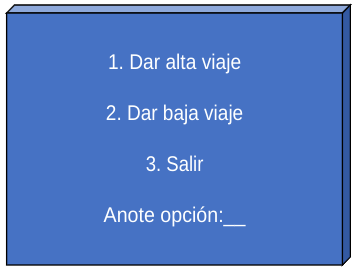 1. Dar alta viaje
2. Dar baja viaje
3. Salir
Anote opción:__